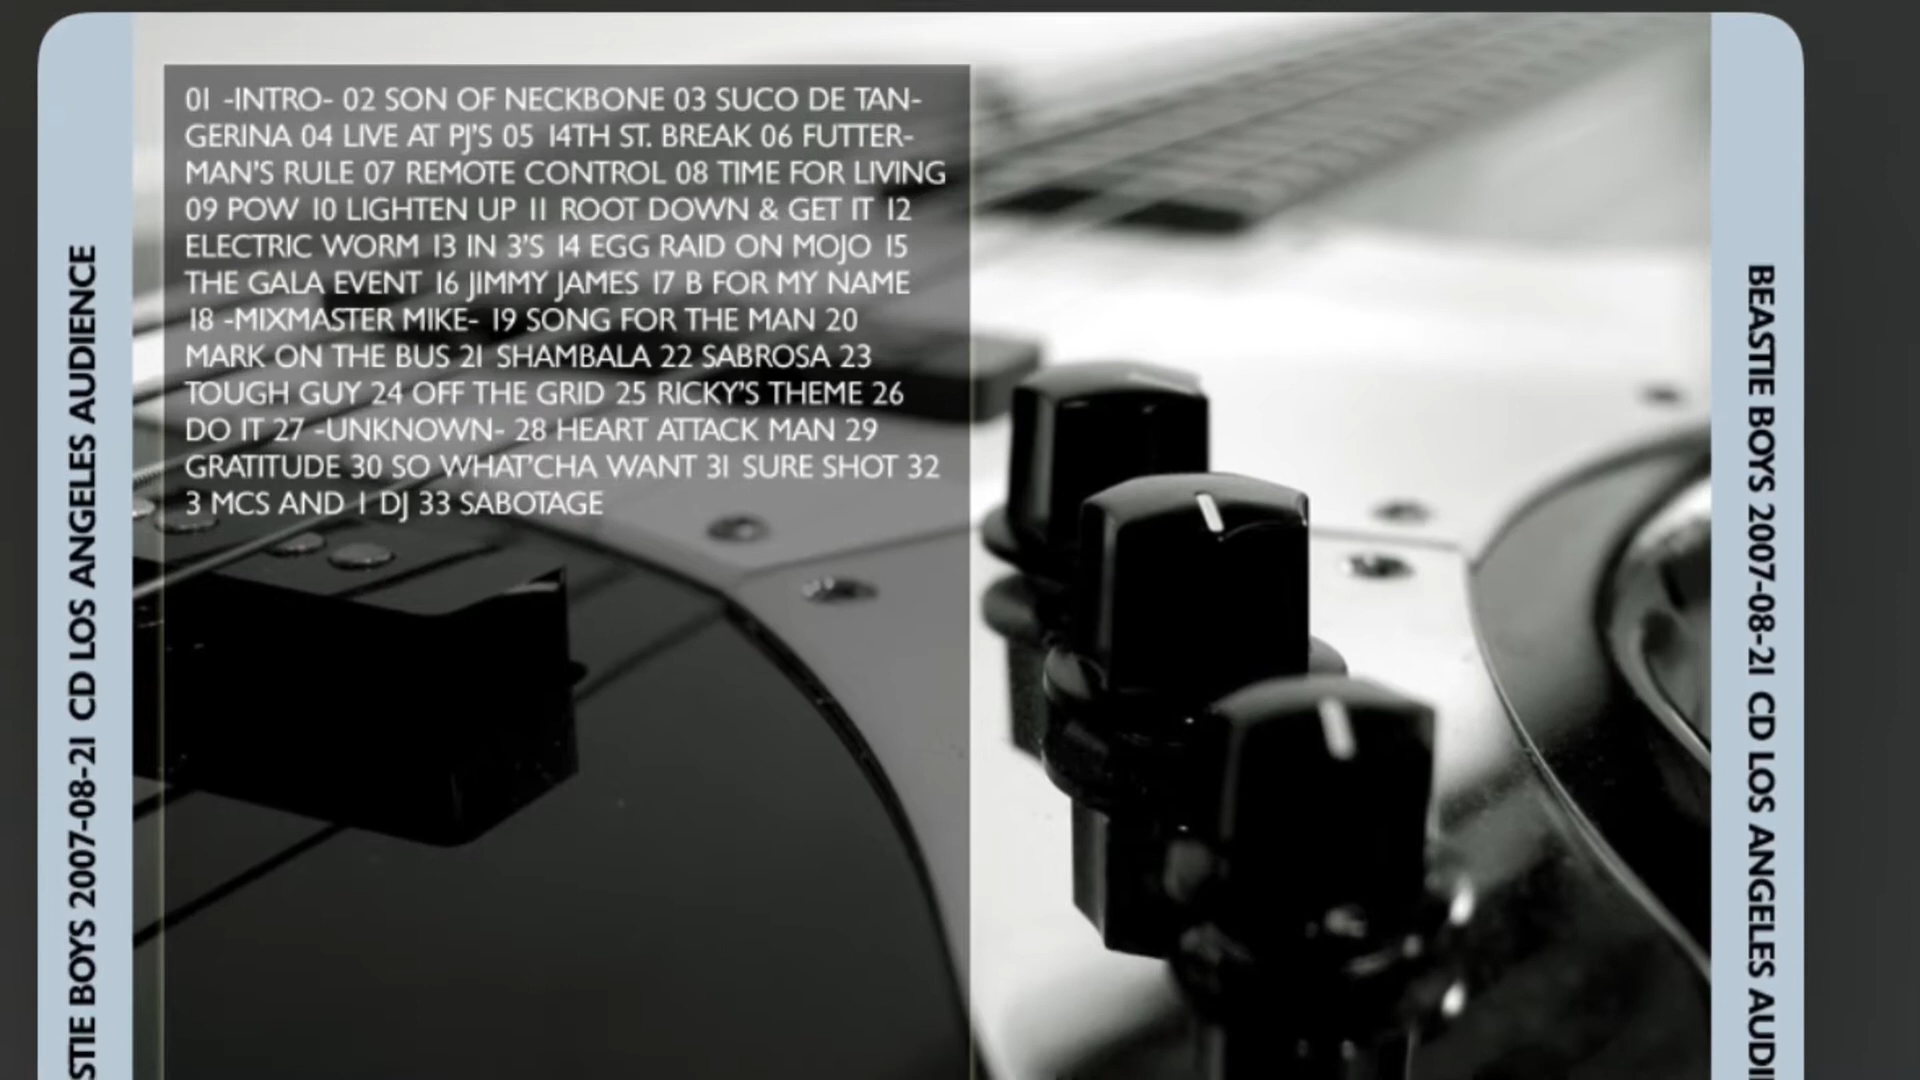 01 -INTRO- 02 SON OF NECKBONE 03 SUCO DE TAN-
GERINA 04 LIVE AT PJ'S 05 14TH ST. BREAK 06 FUTTER-
MAN'S RULE 07 REMOTE CONTROL 08 TIME FOR LIVING
09 POW 10 LIGHTEN UP 11 ROOT DOWN & GET IT 12
ELECTRIC WORM 13 IN 3'S 14 EGG RAID ON MOJO 15
THE GALA EVENT 16 JIMMY JAMES 17 B FOR MY NAME
18 -MIXMASTER MIKE- 19 SONG FOR THE MAN 20
MARK ON THE BUS 21 SHAMBALA 22 SABROSA 23
TOUGH GUY 24 OFF THE GRID 25 RICKY'S THEME 26
DO IT 27 -UNKNOWN- 28 HEART ATTACK MAN 29
GRATITUDE 30 SO WHAT'CHA WANT 31 SURE SHOT 32
3 MCS AND 1 DJ 33 SABOTAGE
STIE BOYS 2007-08-21 CD LOS ANGELES AUDIENCE
BEASTIE BOYS 2007-08-21 CD LOS ANGELES AUDI